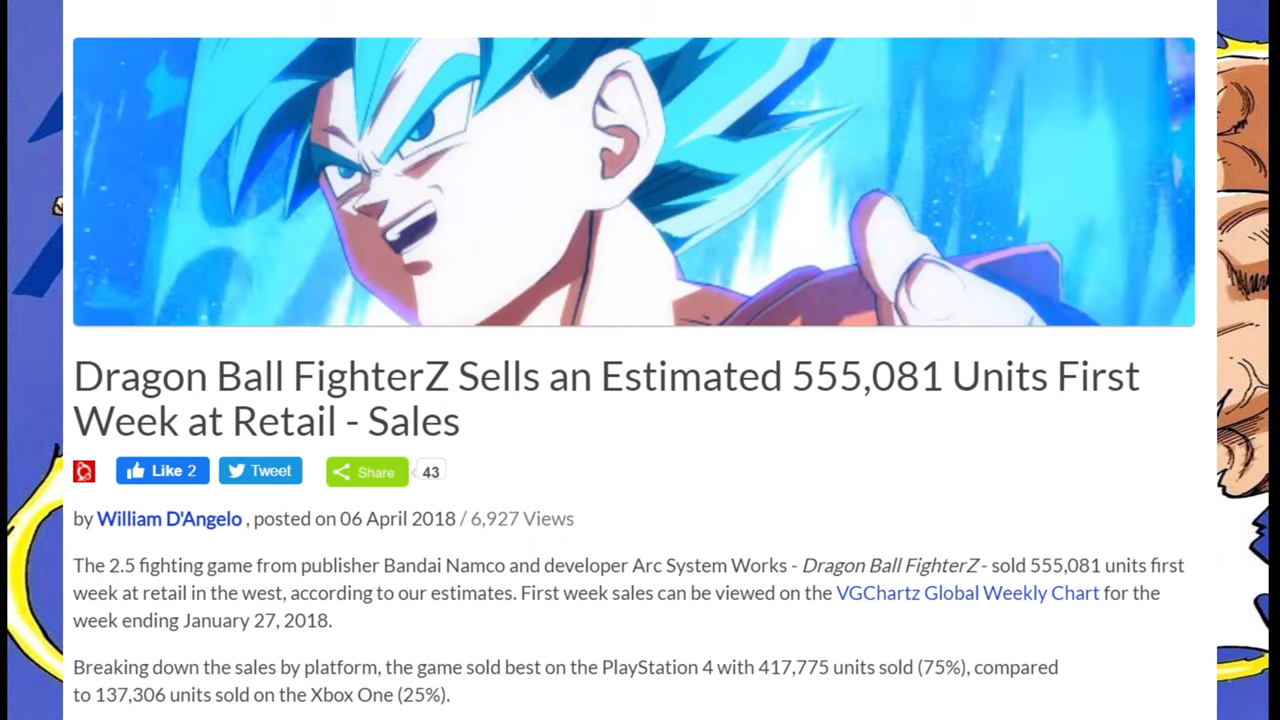 Dragon Ball FighterZ Sells an Estimated 555,081 Units First
Week at Retail - Sales
Like 2 Tweet Share 43
by William D'Angelo , posted on 06 April 2018 / 6,927 Views
The 2.5 fighting game from publisher Bandai Namco and developer Arc System Works - Dragon Ball FighterZ - sold 555,081 units first
week at retail in the west, according to our estimates. First week sales can be viewed on the VGChartz Global Weekly Chart for the
week ending January 27, 2018.
Breaking down the sales by platform, the game sold best on the PlayStation 4 with 417,775 units sold (75%), compared
to 137,306 units sold on the Xbox One (25%).